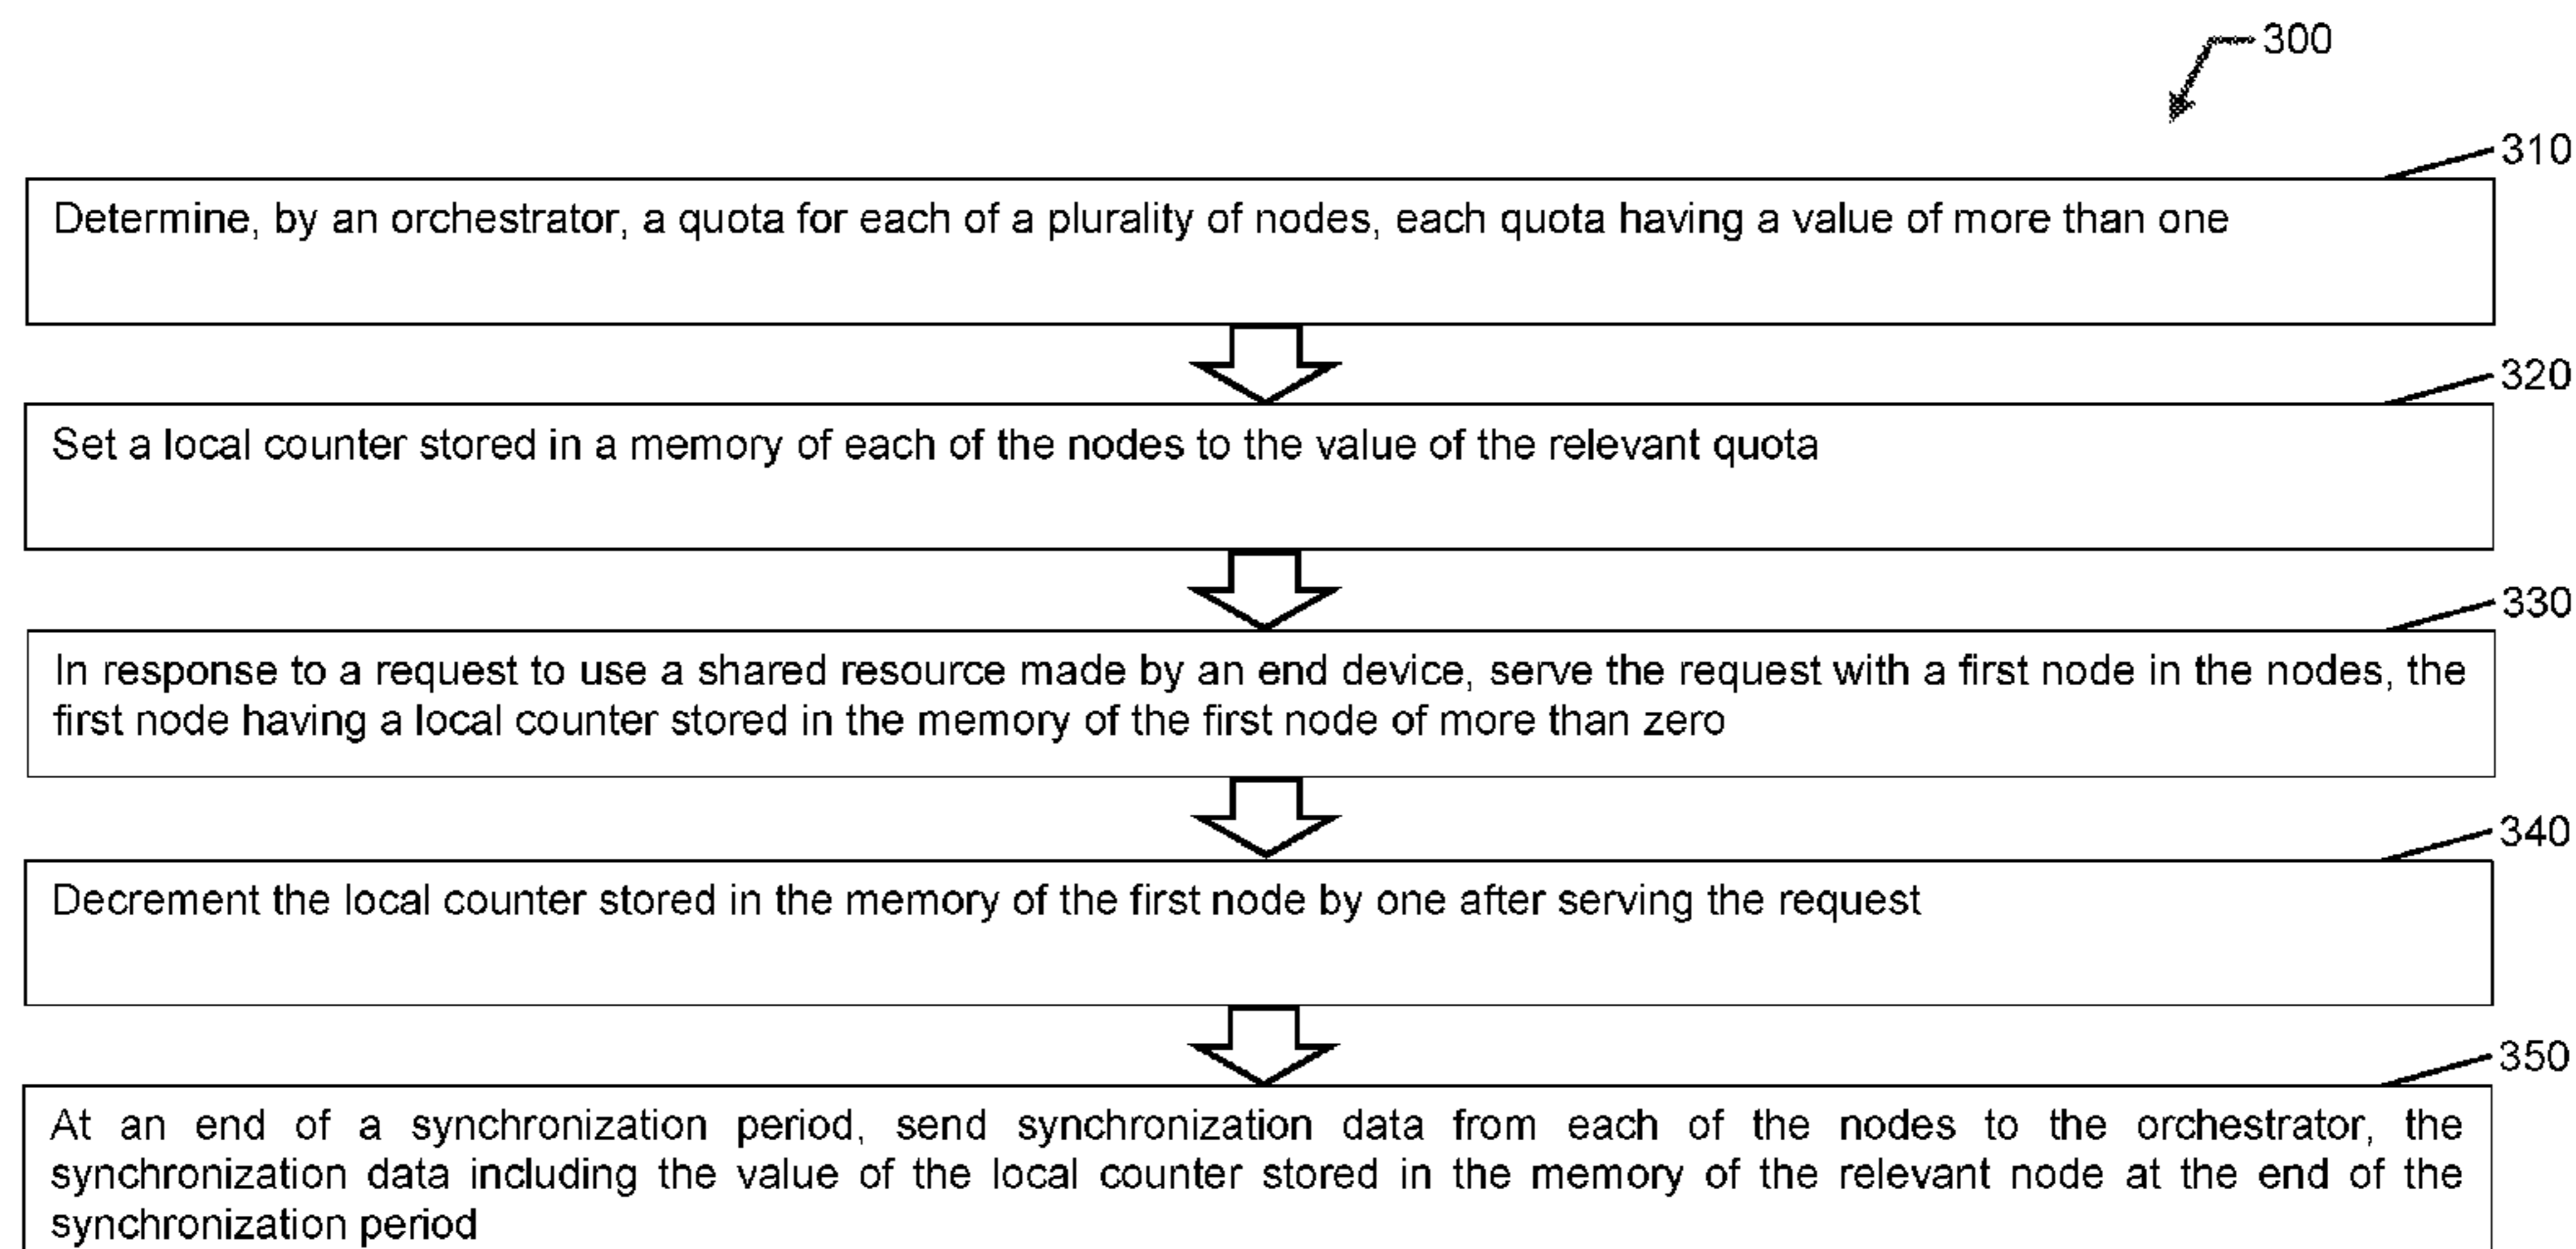 300
310
Determine, by an orchestrator, a quota for each of a plurality of nodes, each quota having a value of more than one
320
Set a local counter stored in a memory of each of the nodes to the value of the relevant quota
330
In response to a request to use a shared resource made by an end device, serve the request with a first node in the nodes, the
first node having a local counter stored in the memory of the first node of more than zero
340
Decrement the local counter stored in the memory of the first node by one after serving the request
350
At an end of a synchronization period, send synchronization data from each of the nodes to the orchestrator, the
synchronization data including the value of the local counter stored in the memory of the relevant node at the end of the
synchronization period